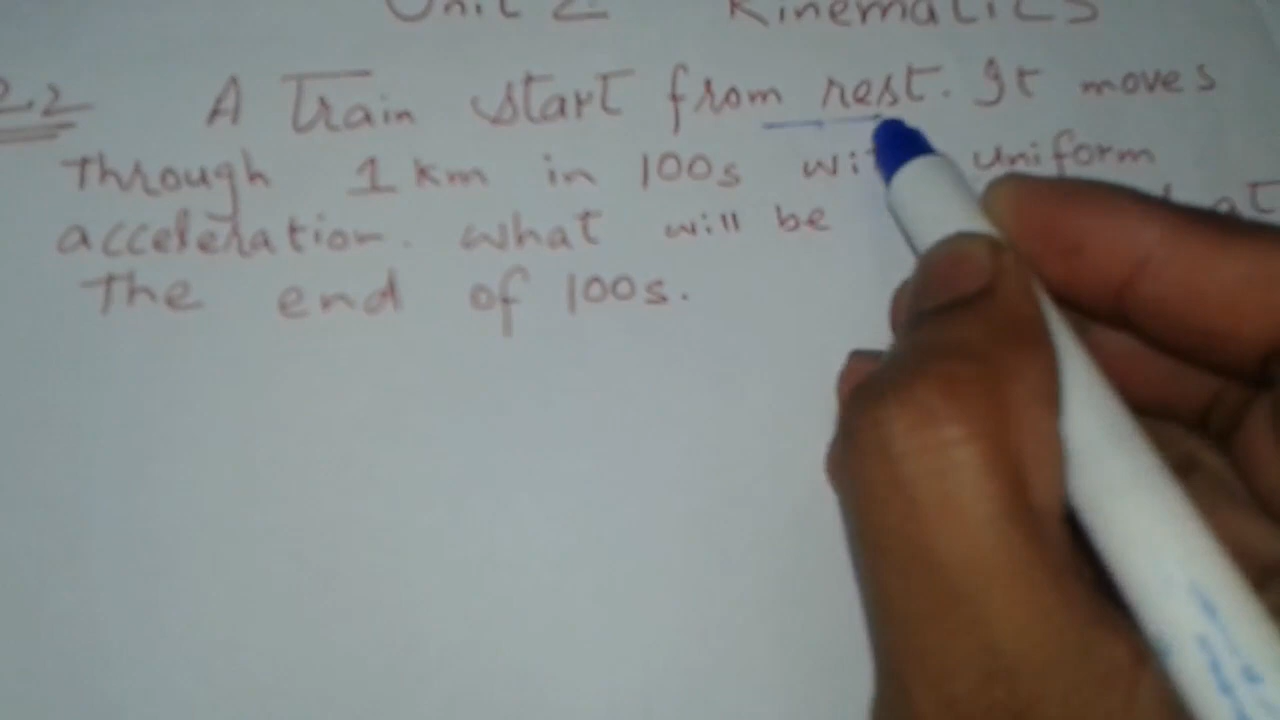 Unit 2 Kinematics
2.2 A Train start from rest. It moves
Through 1 km in 100s uniform
acceleration. what will be at
The end of 100s.